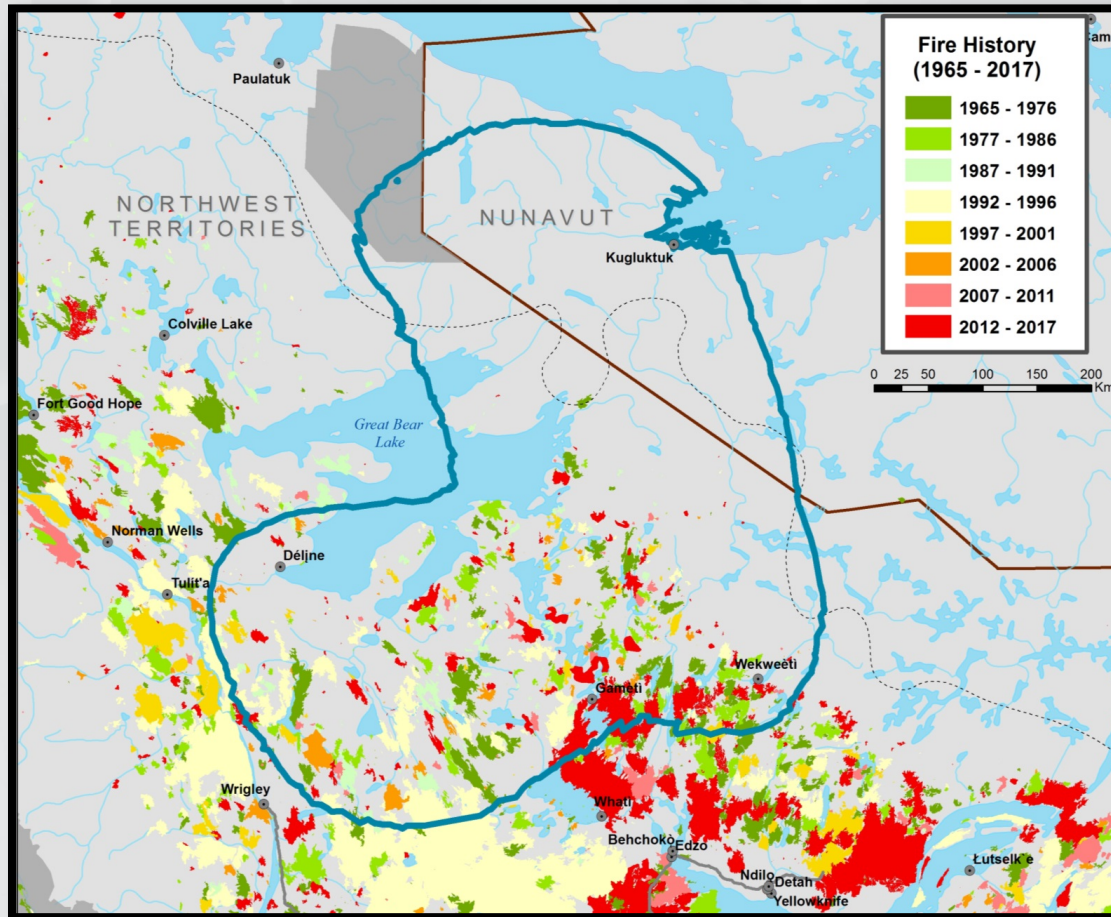 Paulatuk
NORTHWEST
TERRITORIES
NUNAVUT
Kugluktuk
Colville Lake
Fort Good Hope
Great Bear
Lake
Norman Wells
Déljne
Tulit'a
Wekweètì
Gamètì
Wrigley
Whatì
Behchokò
Edzo
Ndilo
Detah
Yellowknife
Łutselk'e
Fire History
(1965 - 2017)
1965 - 1976
1977 - 1986
1987 - 1991
1992 - 1996
1997 - 2001
2002 - 2006
2007 - 2011
2012 - 2017
0 25 50 100 150 200
Km